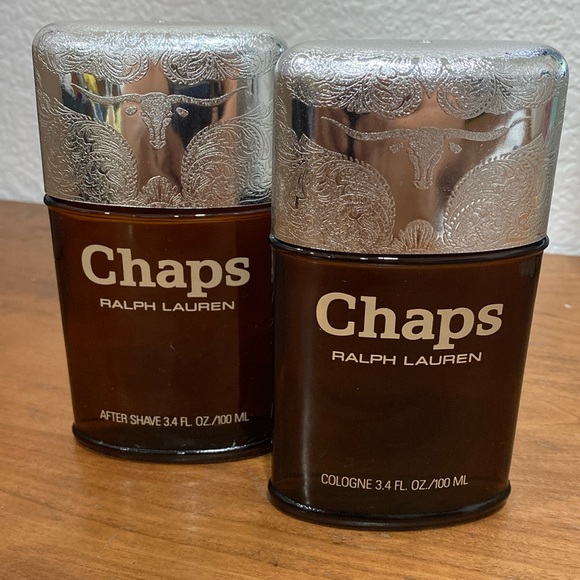 Chaps
RALPH LAUREN
AFTER SHAVE 3.4 FL. OZ./100 ML
Chaps
RALPH LAUREN
COLOGNE 3.4 FL. OZ./100 ML